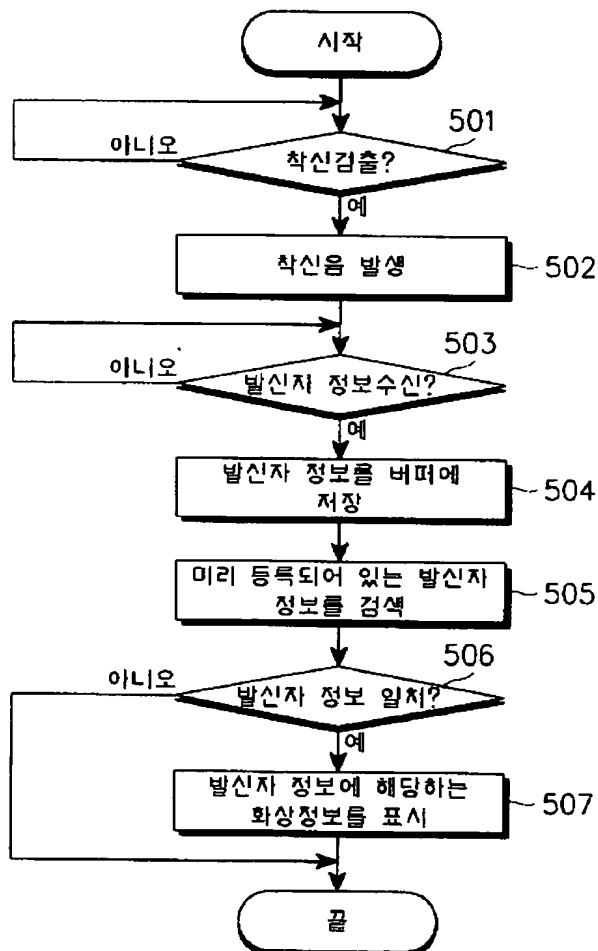 시작
501
아니오
착신검출?
예
착신음 발생
502
503
아니오
발신자 정보수신?
예
발신자 정보를 버퍼에
저장
504
미리 등록되어 있는 발신자
정보를 검색
505
506
아니오
발신자 정보 일치?
예
발신자 정보에 해당하는
화상정보를 표시
507
끝